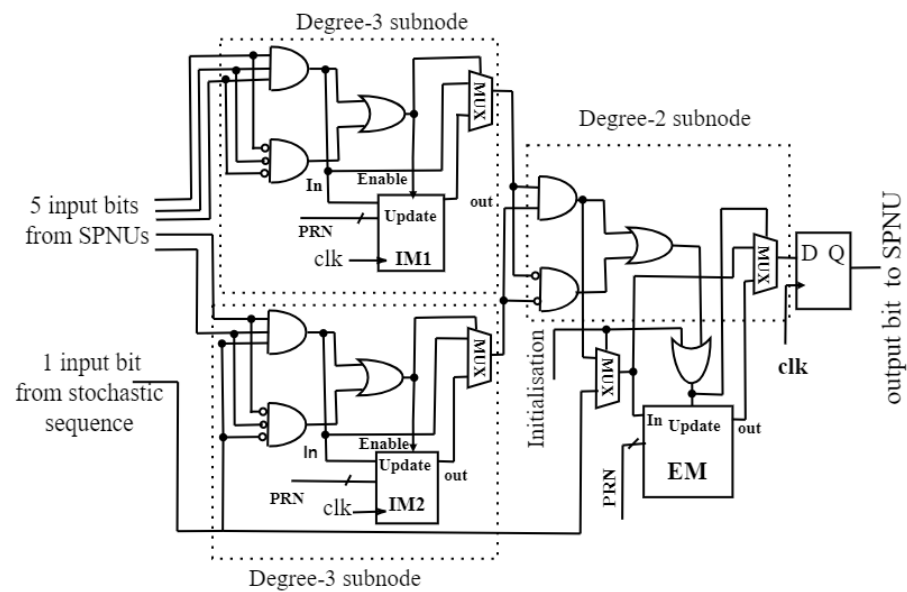 Degree-3 subnode
MUX
Degree-2 subnode
In
Enable
out
5 input bits
from SPNUs
PRN
Update
clk
IM1
D Q
MUX
output bit to SPNU
MUX
Initialisation
clk
1 input bit
from stochastic
sequence
MUX
In
Enable
out
Update
PRN
clk
IM2
In
Update
out
EM
PRN
Degree-3 subnode